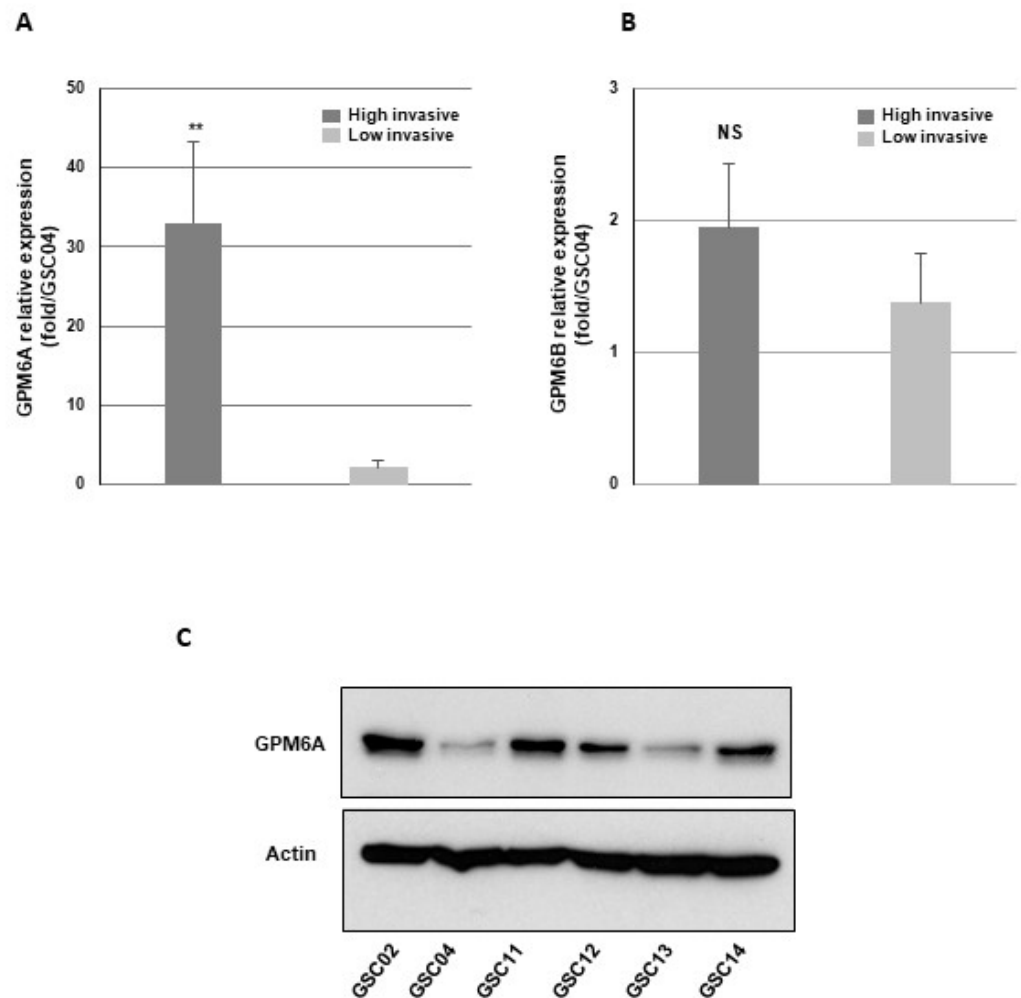 A
GPM6A relative expression
(fold/GSC04)
50
40
30
20
10
0
**
High invasive
Low invasive
B
GPM6B relative expression
(fold/GSC04)
3
2
1
0
NS
High invasive
Low invasive
C
GPM6A
Actin
GSC02
GSC04
GSC11
GSC12
GSC13
GSC14